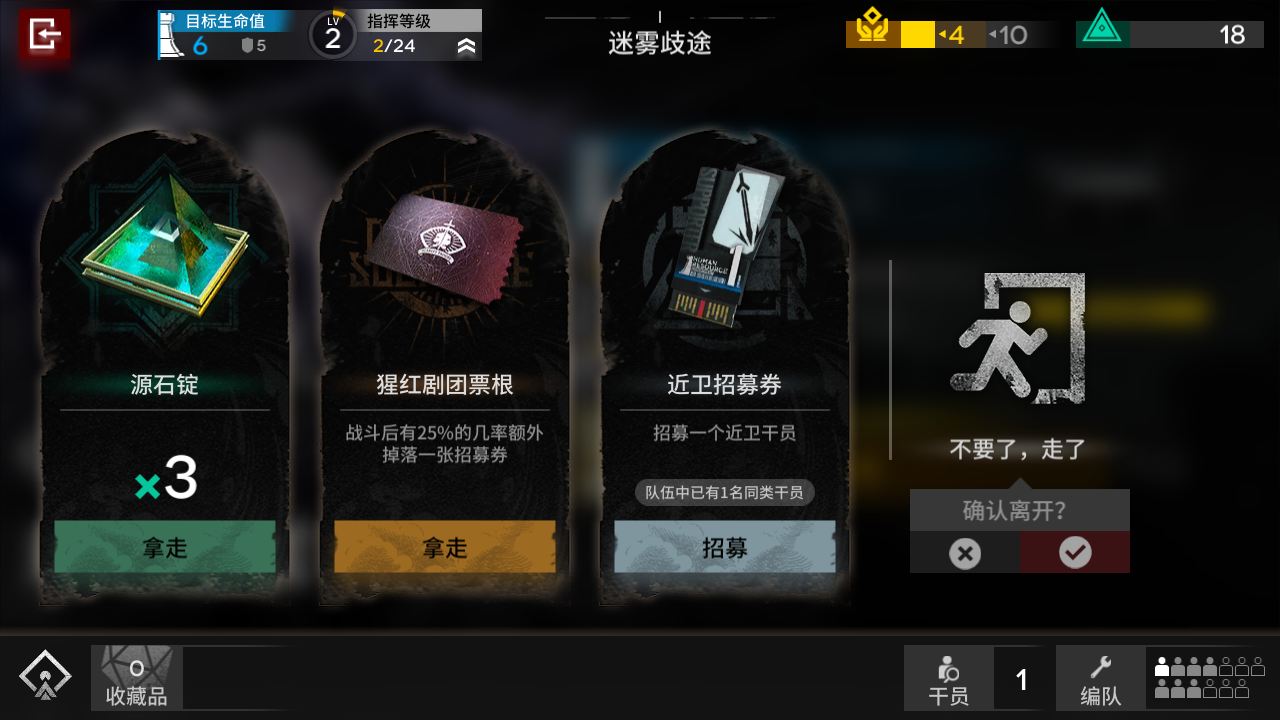 目标生命值
6
5
LV
2
指挥等级
2/24
迷雾歧途
4
10
18
源石锭
×3
拿走
猩红剧团票根
战斗后有25%的几率额外
掉落一张招募券
拿走
HUMAN
RESOURCE
近卫招募券
招募一个近卫干员
队伍中已有1名同类干员
招募
不要了，走了
确认离开？
0
收藏品
干员
1
编队